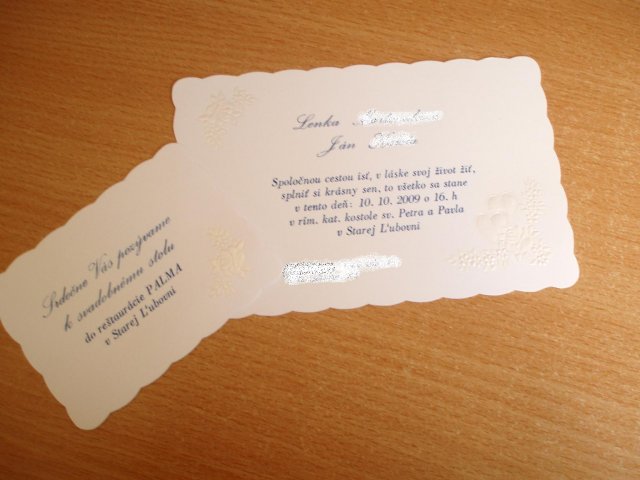 Lenka
Ján
Spoločnou cestou ísť, v láske svoj život žiť,
splniť si krásny sen, to všetko sa stane
v tento deň: 10. 10. 2009 o 16. h
v rím. kat. kostole sv. Petra a Pavla
v Starej Ľubovni
Srdečne Vás pozývame
k svadobnému stolu
do reštaurácie PALMA
v Starej Ľubovni